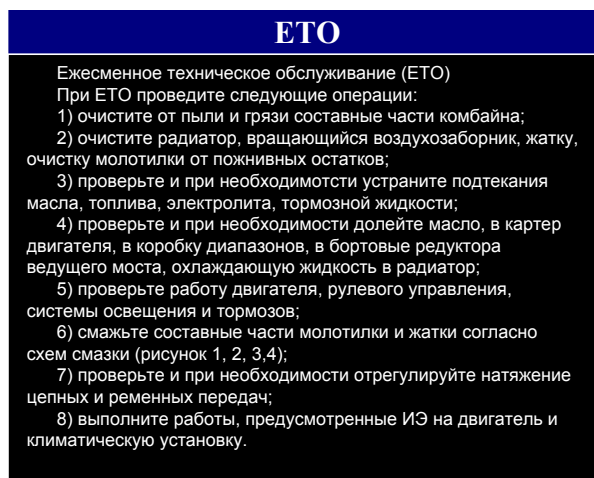 ЕТО
Ежесменное техническое обслуживание (ЕТО)
При ЕТО проведите следующие операции:
1) очистите от пыли и грязи составные части комбайна;
2) очистите радиатор, вращающийся воздухозаборник, жатку,
очистку молотилки от пожнивных остатков;
3) проверьте и при необходимотсти устраните подтекания
масла, топлива, электролита, тормозной жидкости;
4) проверьте и при необходимости долейте масло, в картер
двигателя, в коробку диапазонов, в бортовые редуктора
ведущего моста, охлаждающую жидкость в радиатор;
5) проверьте работу двигателя, рулевого управления,
системы освещения и тормозов;
6) смажьте составные части молотилки и жатки согласно
схем смазки (рисунок 1, 2, 3,4);
7) проверьте и при необходимости отрегулируйте натяжение
цепных и ременных передач;
8) выполните работы, предусмотренные ИЭ на двигатель и
климатическую установку.